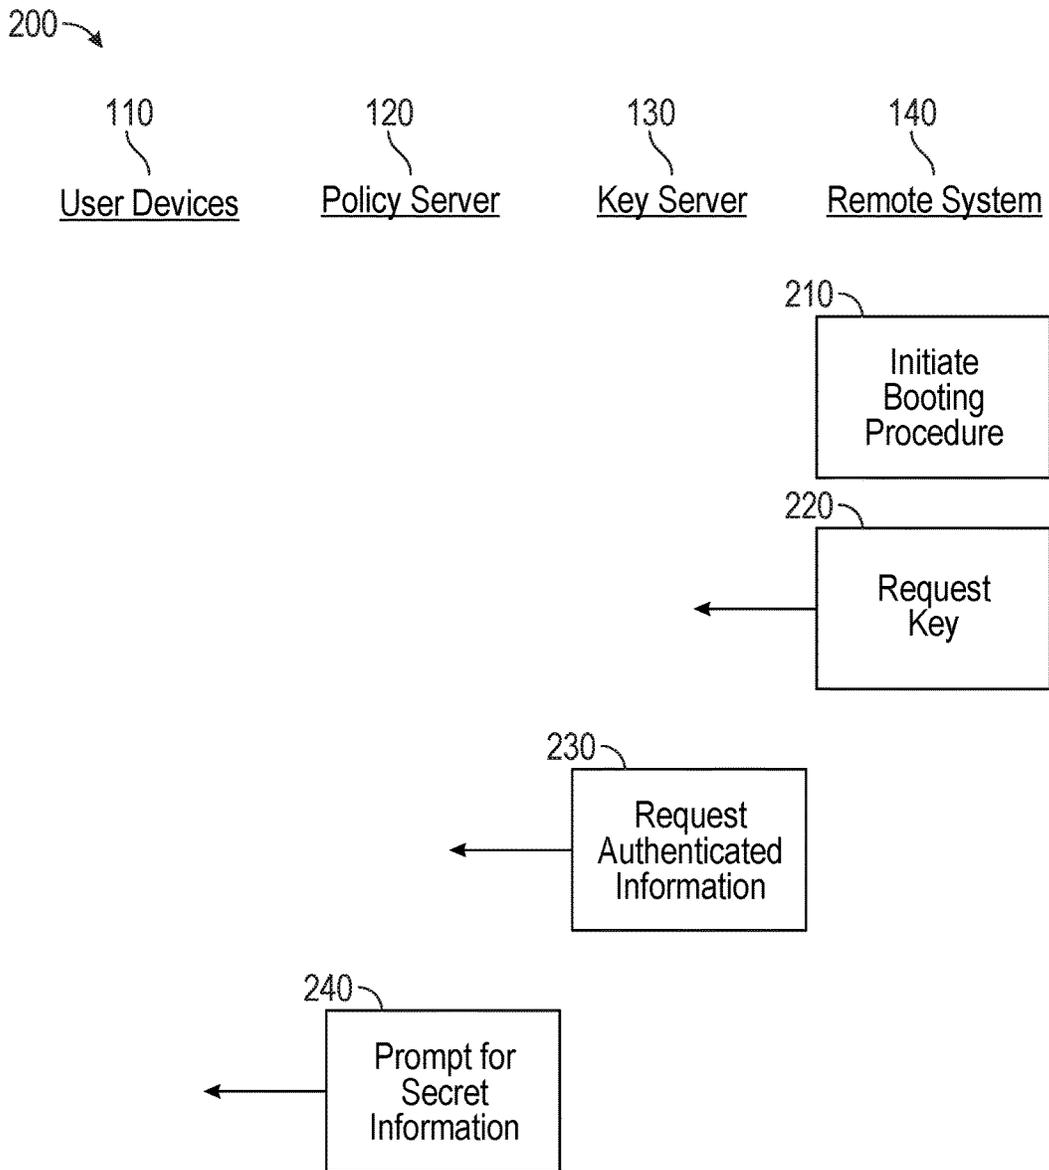 200
110
120
130
140
User Devices
Policy Server
Key Server
Remote System
210
Initiate
Booting
Procedure
220
Request
Key
230
Request
Authenticated
Information
240
Prompt for
Secret
Information